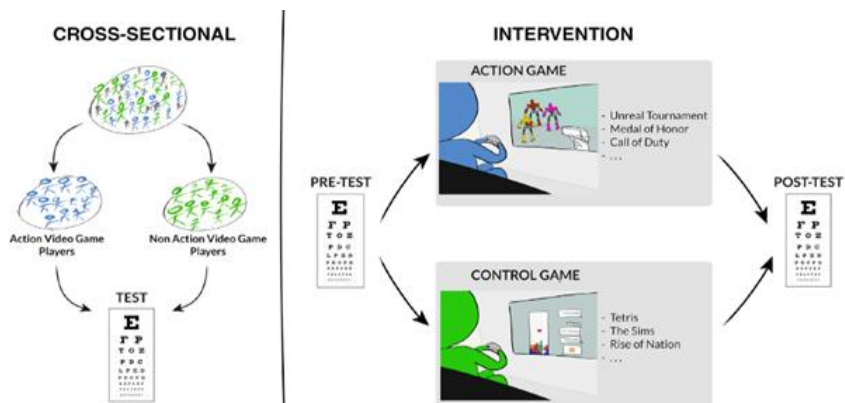 CROSS-SECTIONAL
Action Video Game
Players
Non Action Video Game
Players
TEST
E
F P
T O Z
INTERVENTION
ACTION GAME
- Unreal Tournament
- Medal of Honor
- Call of Duty
- ...
PRE-TEST
E
F P
T O Z
CONTROL GAME
- Tetris
- The Sims
- Rise of Nation
- ...
POST-TEST
E
F P
T O Z